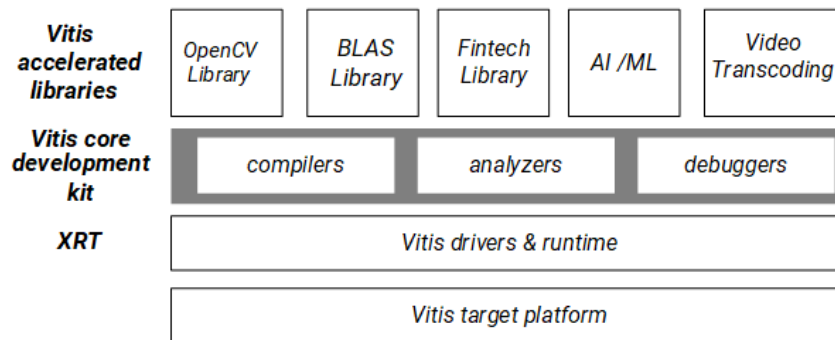 Vitis
accelerated
libraries
OpenCV
Library
BLAS
Library
Fintech
Library
AI /ML
Video
Transcoding
Vitis core
development
kit
compilers
analyzers
debuggers
XRT
Vitis drivers & runtime
Vitis target platform